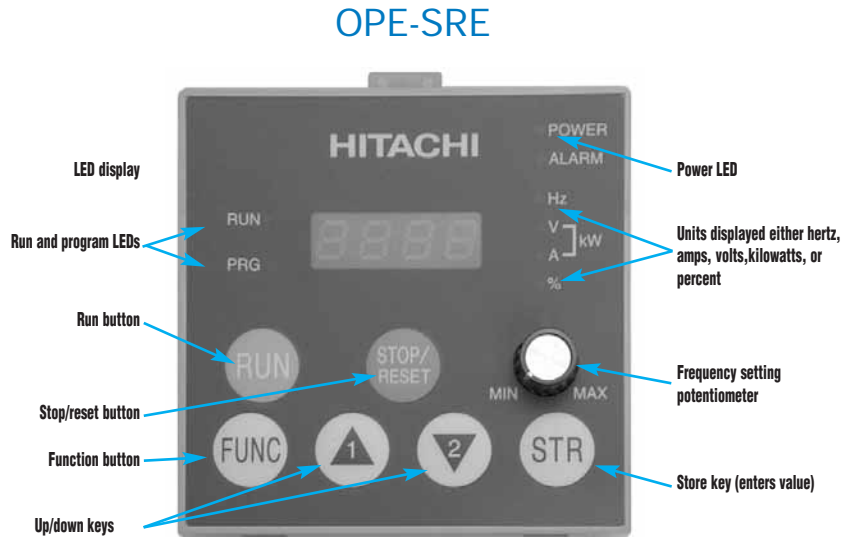 OPE-SRE
HITACHI
POWER
ALARM
LED display
Power LED
RUN
Hz
Run and program LEDs
8888
V
kW
Units displayed either hertz,
amps, volts,kilowatts, or
percent
PRG
A
%
Run button
RUN
STOP/
RESET
MIN
MAX
Frequency setting
potentiometer
Stop/reset button
Function button
FUNC
1
2
STR
Store key (enters value)
Up/down keys